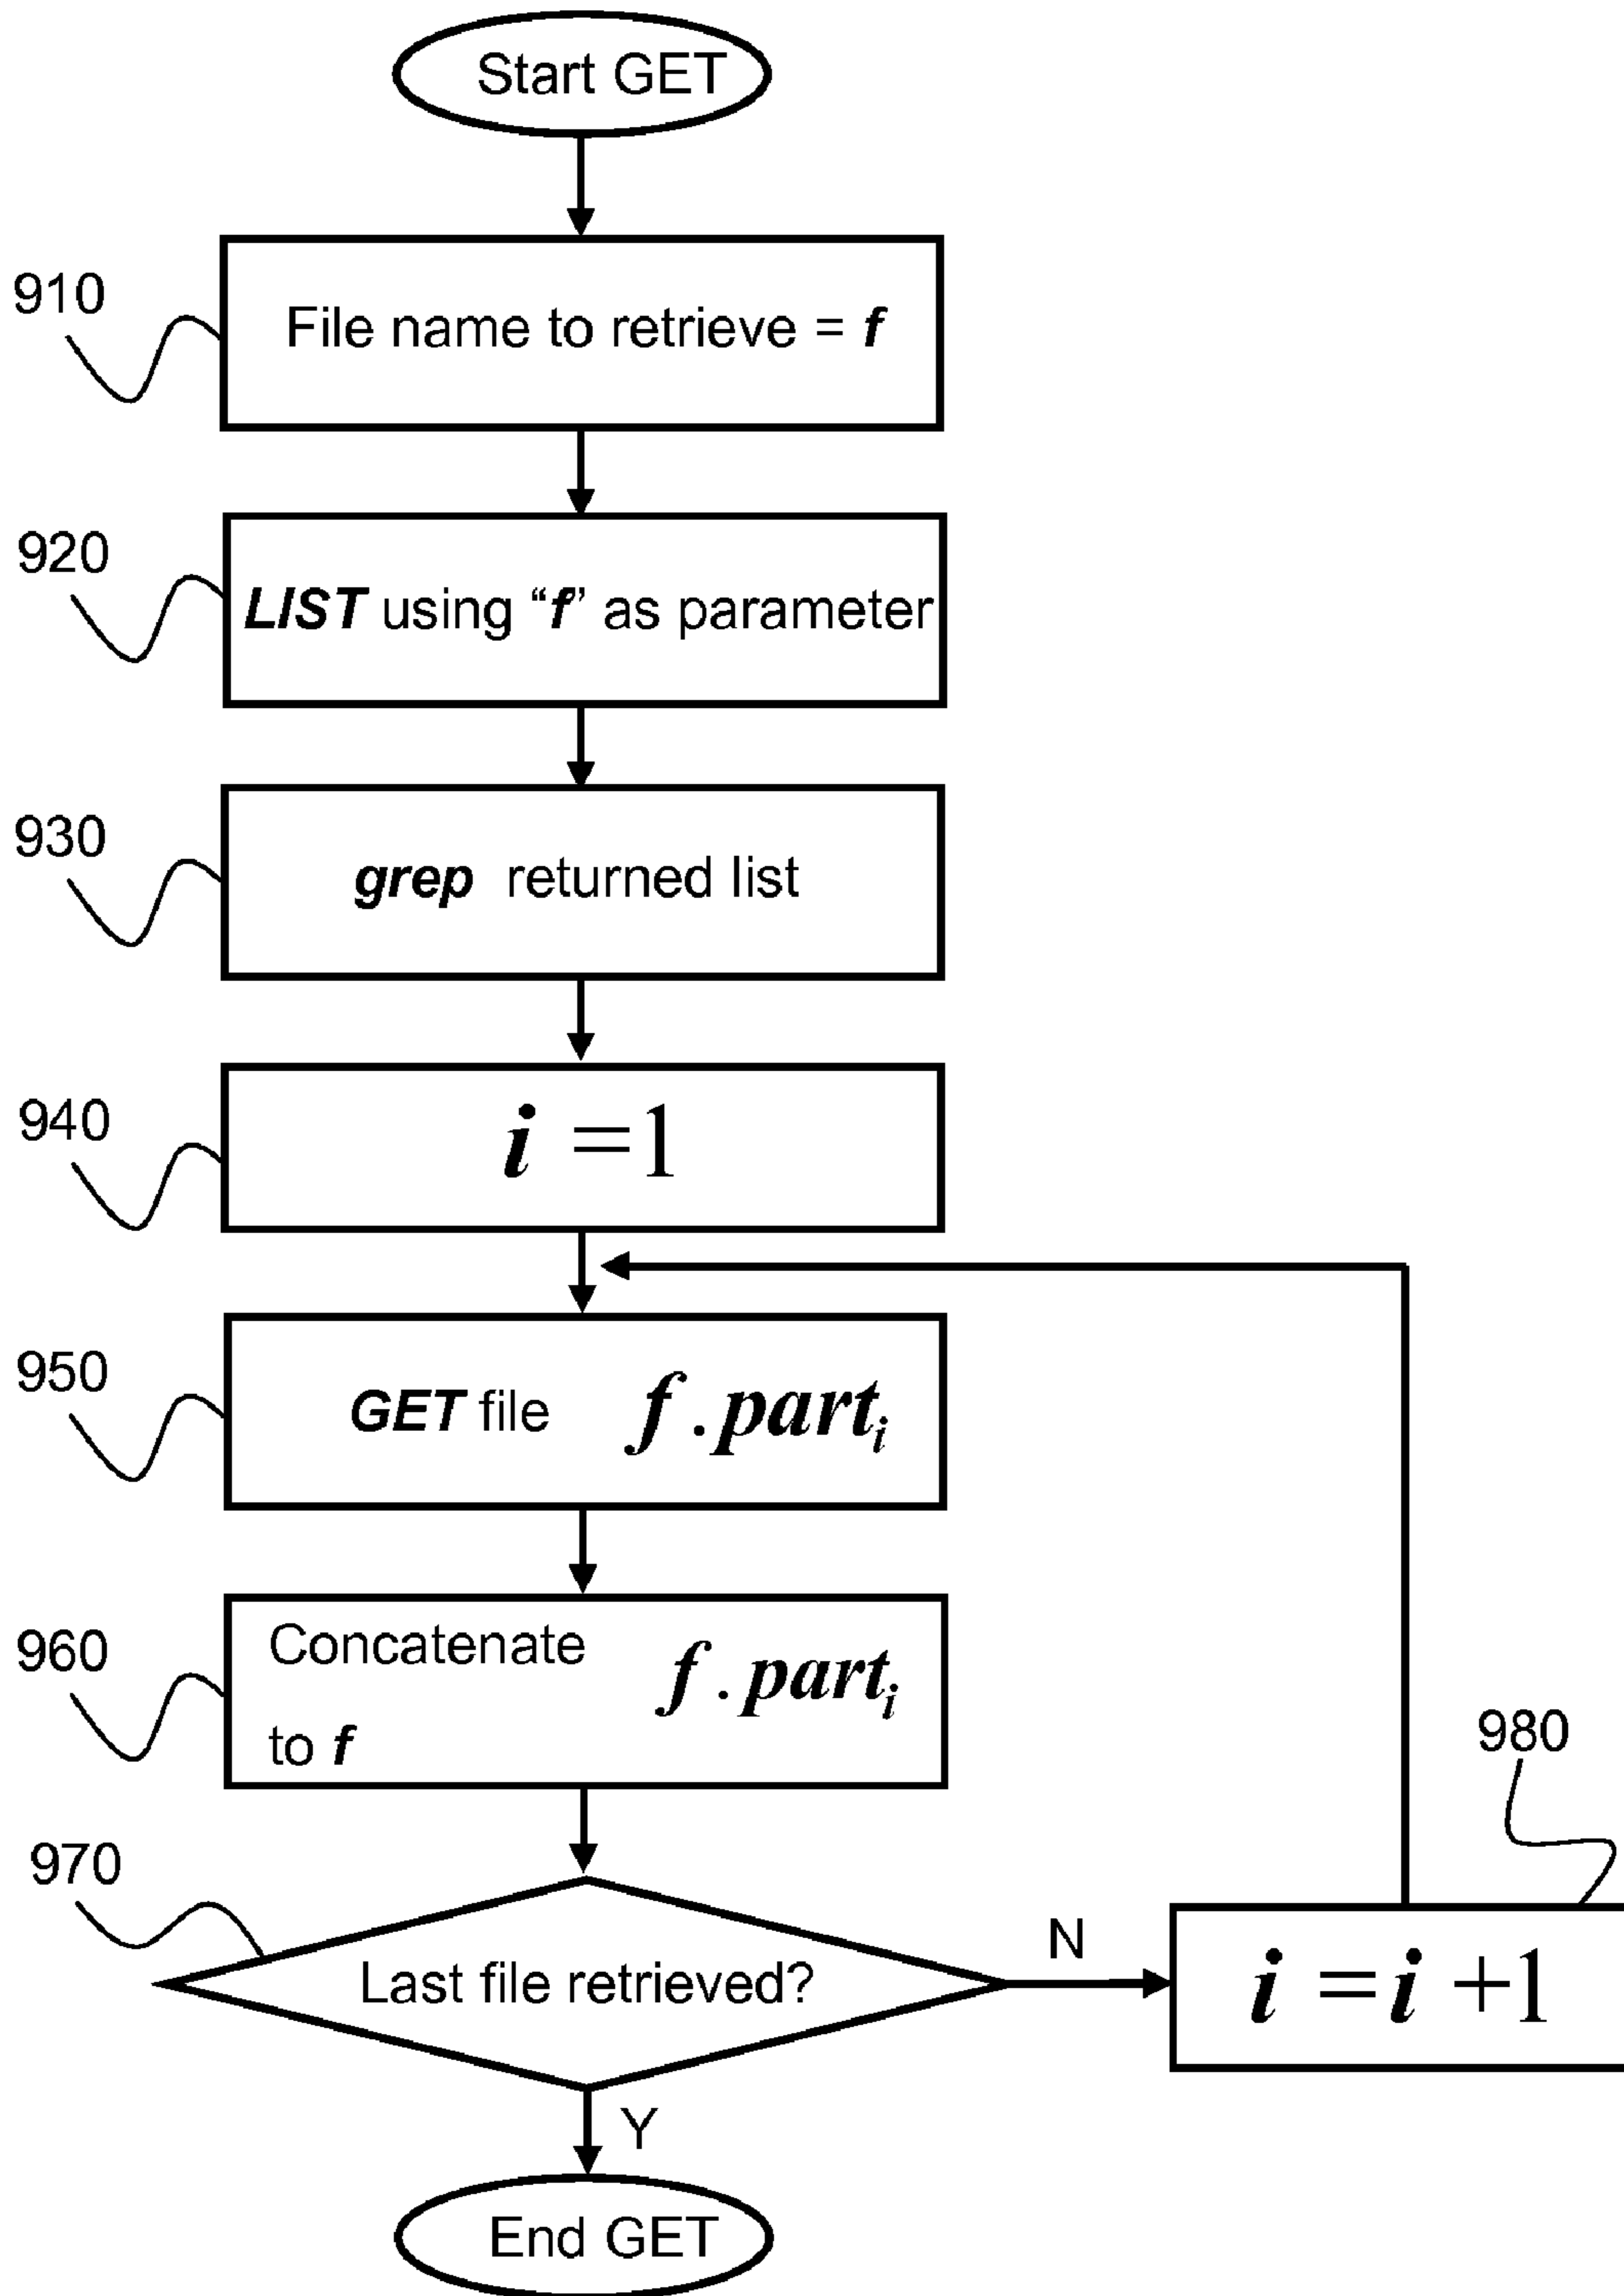 Start GET
910
File name to retrieve = f
920
LIST using “f” as parameter
930
grep returned list
940
i =1
950
GET file f.part_i
960
Concatenate f.part_i
to f
980
970
Last file retrieved?
N
i =i +1
Y
End GET